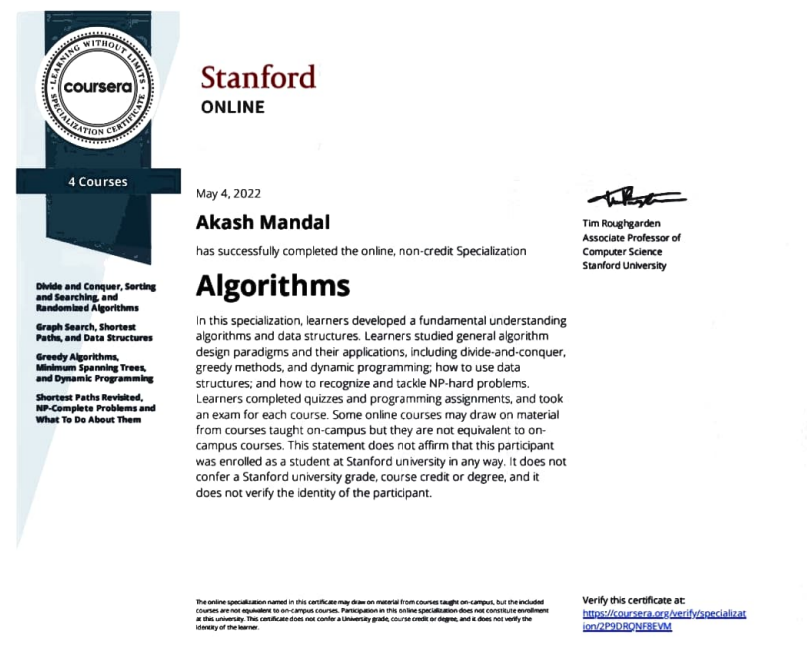 LEARNING WITHOUT LIMITS
coursera
SPECIALIZATION CERTIFICATE
4 Courses
Divide and Conquer, Sorting
and Searching, and
Randomized Algorithms
Graph Search, Shortest
Paths, and Data Structures
Greedy Algorithms,
Minimum Spanning Trees,
and Dynamic Programming
Shortest Paths Revisited,
NP-Complete Problems and
What To Do About Them
Stanford
ONLINE
May 4, 2022
Akash Mandal
has successfully completed the online, non-credit Specialization
Algorithms
In this specialization, learners developed a fundamental understanding
algorithms and data structures. Learners studied general algorithm
design paradigms and their applications, including divide-and-conquer,
greedy methods, and dynamic programming; how to use data
structures; and how to recognize and tackle NP-hard problems.
Learners completed quizzes and programming assignments, and took
an exam for each course. Some online courses may draw on material
from courses taught on-campus but they are not equivalent to on-
campus courses. This statement does not affirm that this participant
was enrolled as a student at Stanford university in any way. It does not
confer a Stanford university grade, course credit or degree, and it
does not verify the identity of the participant.
Tim Roughgarden
Associate Professor of
Computer Science
Stanford University
The online specialization named in this certificate may draw on material from courses taught on-campus, but the included
courses are not equivalent to on-campus courses. Participation in this online specialization does not constitute enrollment
at this university. This certificate does not confer a University grade, course credit or degree, and it does not verify the
identity of the learner.
Verify this certificate at:
https://coursera.org/verify/specializat
ion/2P9DRQNF8EVM